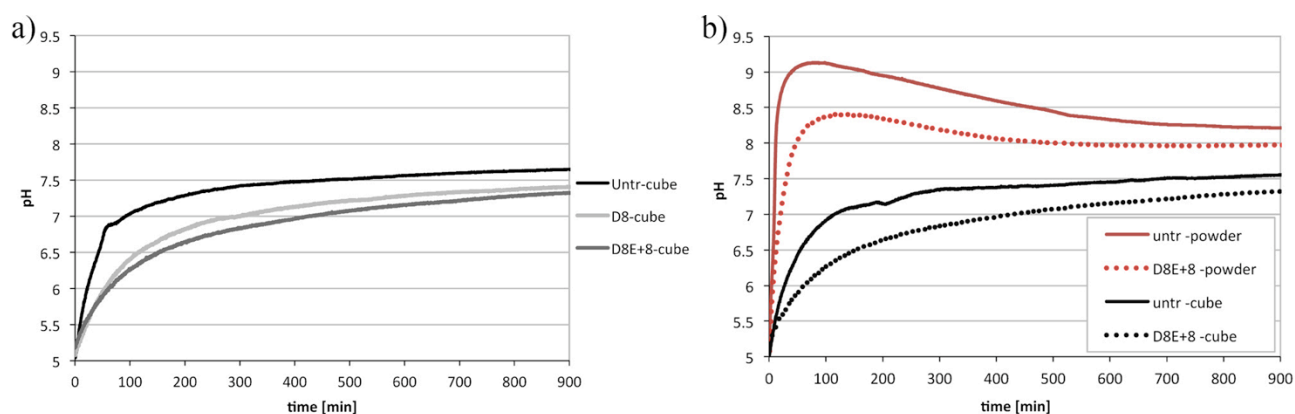 a)
9.5
9
8.5
8
7.5
7
6.5
6
5.5
5
pH
0 100 200 300 400 500 600 700 800 900
time [min]
Untr-cube
D8-cube
D8E+8-cube
b)
9.5
9
8.5
8
7.5
7
6.5
6
5.5
5
pH
0 100 200 300 400 500 600 700 800 900
time [min]
untr -powder
D8E+8 -powder
untr -cube
D8E+8 -cube